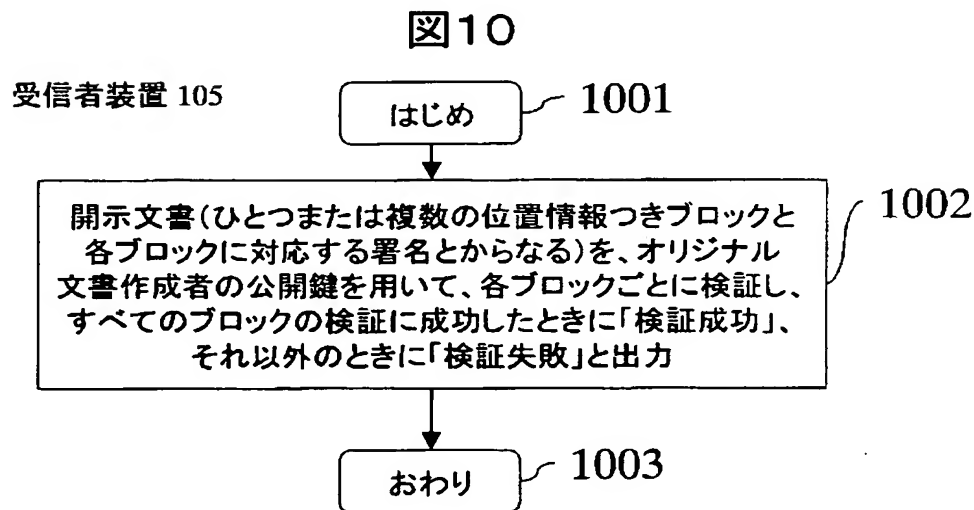 図10
受信者装置 105
はじめ
1001
開示文書(ひとつまたは複数の位置情報つきブロックと
各ブロックに対応する署名とからなる)を、オリジナル
文書作成者の公開鍵を用いて、各ブロックごとに検証し、
すべてのブロックの検証に成功したときに「検証成功」、
それ以外のときに「検証失敗」と出力
1002
おわり
1003